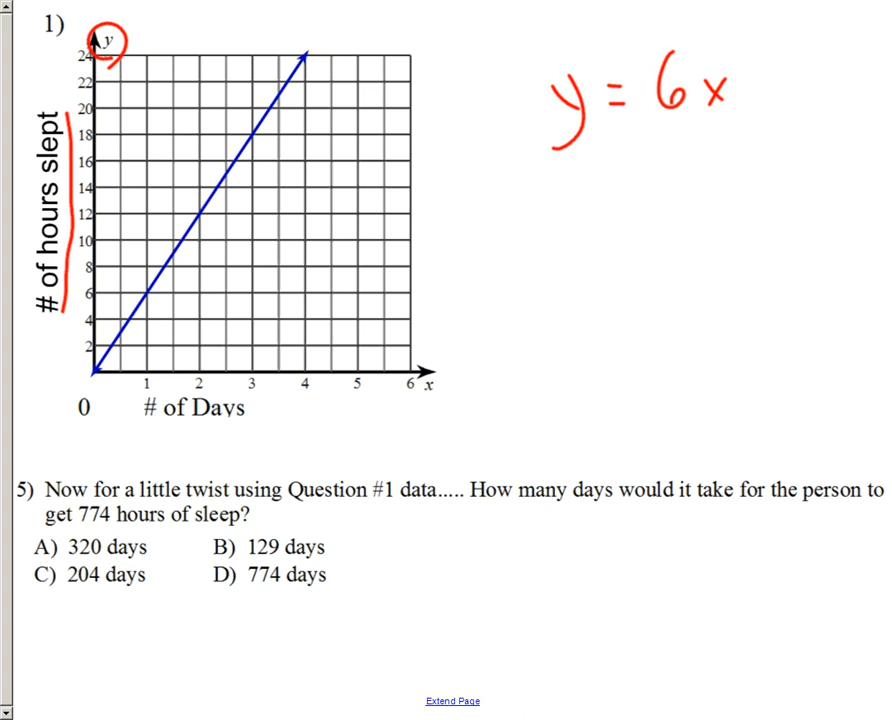 1)
y
y = 6x
24
22
20
18
16
14
12
10
8
6
4
2
# of hours slept
1 2 3 4 5 6 x
0 # of Days
5) Now for a little twist using Question #1 data..... How many days would it take for the person to
get 774 hours of sleep?
A) 320 days B) 129 days
C) 204 days D) 774 days
Extend Page